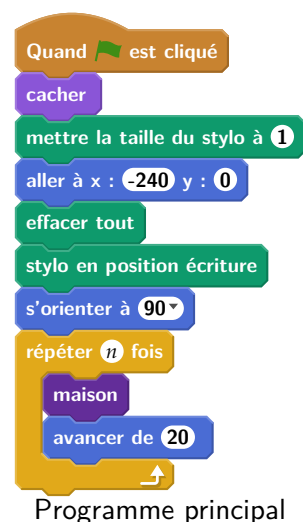 Quand est cliqué
cacher
mettre la taille du stylo à 1
aller à x : -240 y : 0
effacer tout
stylo en position écriture
s'orienter à 90
répéter n fois
maison
avancer de 20
Programme principal